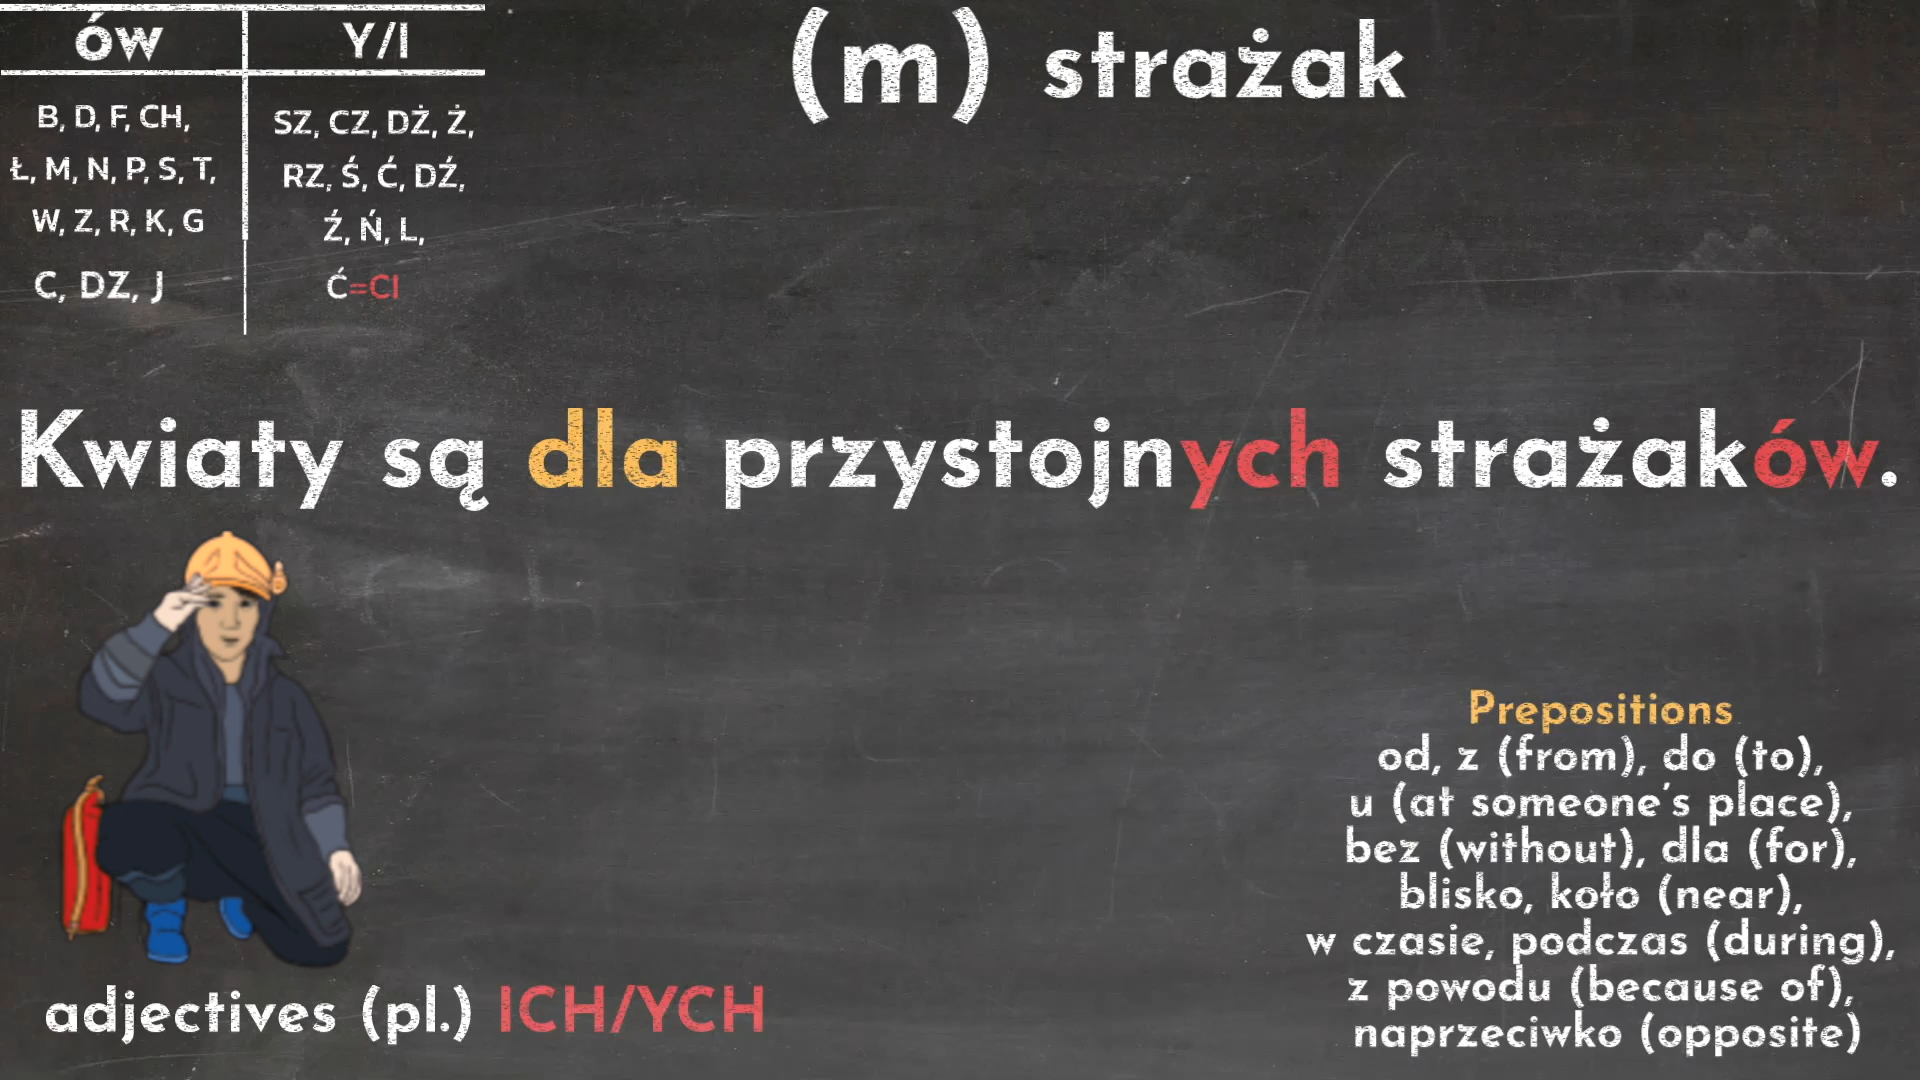 ów Y/I
B, D, F, CH,
Ł, M, N, P, S, T,
W, Z, R, K, G
C, DZ, J
SZ, CZ, DŻ, Ż,
RZ, Ś, Ć, DŹ,
Ź, Ń, L,
Ć=CI
(m) strażak
Kwiaty są dla przystojnych strażaków.
adjectives (pl.) ICH/YCH
Prepositions
od, z (from), do (to),
u (at someone's place),
bez (without), dla (for),
blisko, koło (near),
w czasie, podczas (during),
z powodu (because of),
naprzeciwko (opposite)